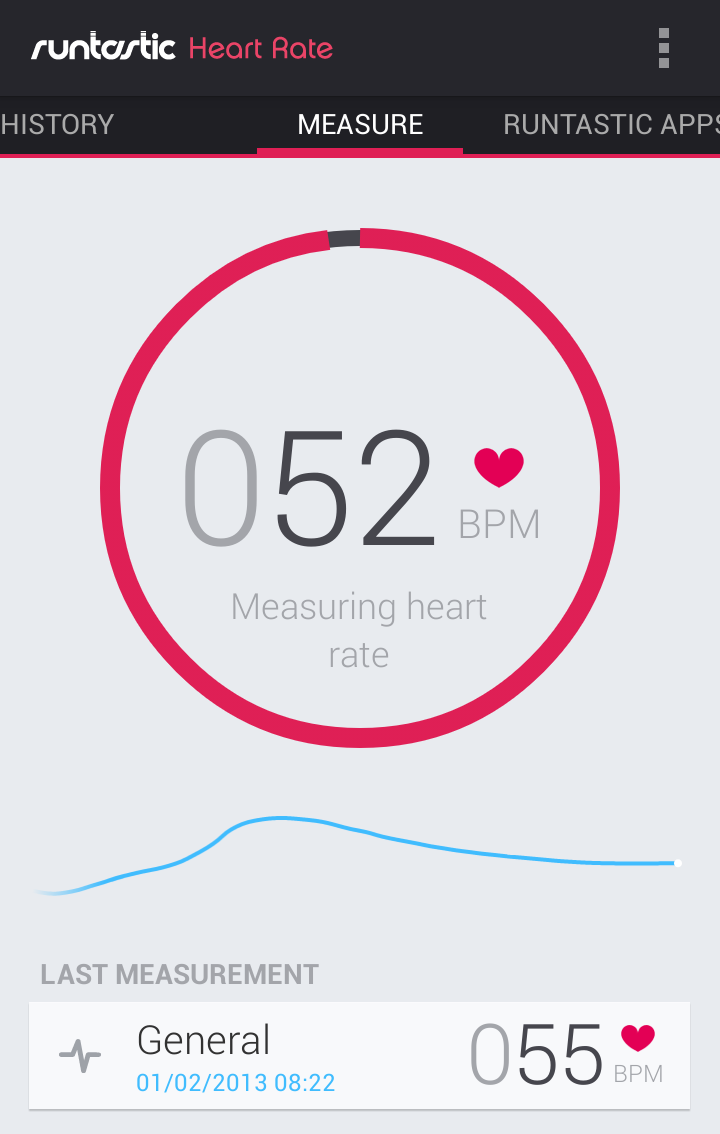 runtastic Heart Rate
HISTORY MEASURE RUNTASTIC APPS
052 BPM
Measuring heart
rate
LAST MEASUREMENT
General
055 BPM
01/02/2013 08:22